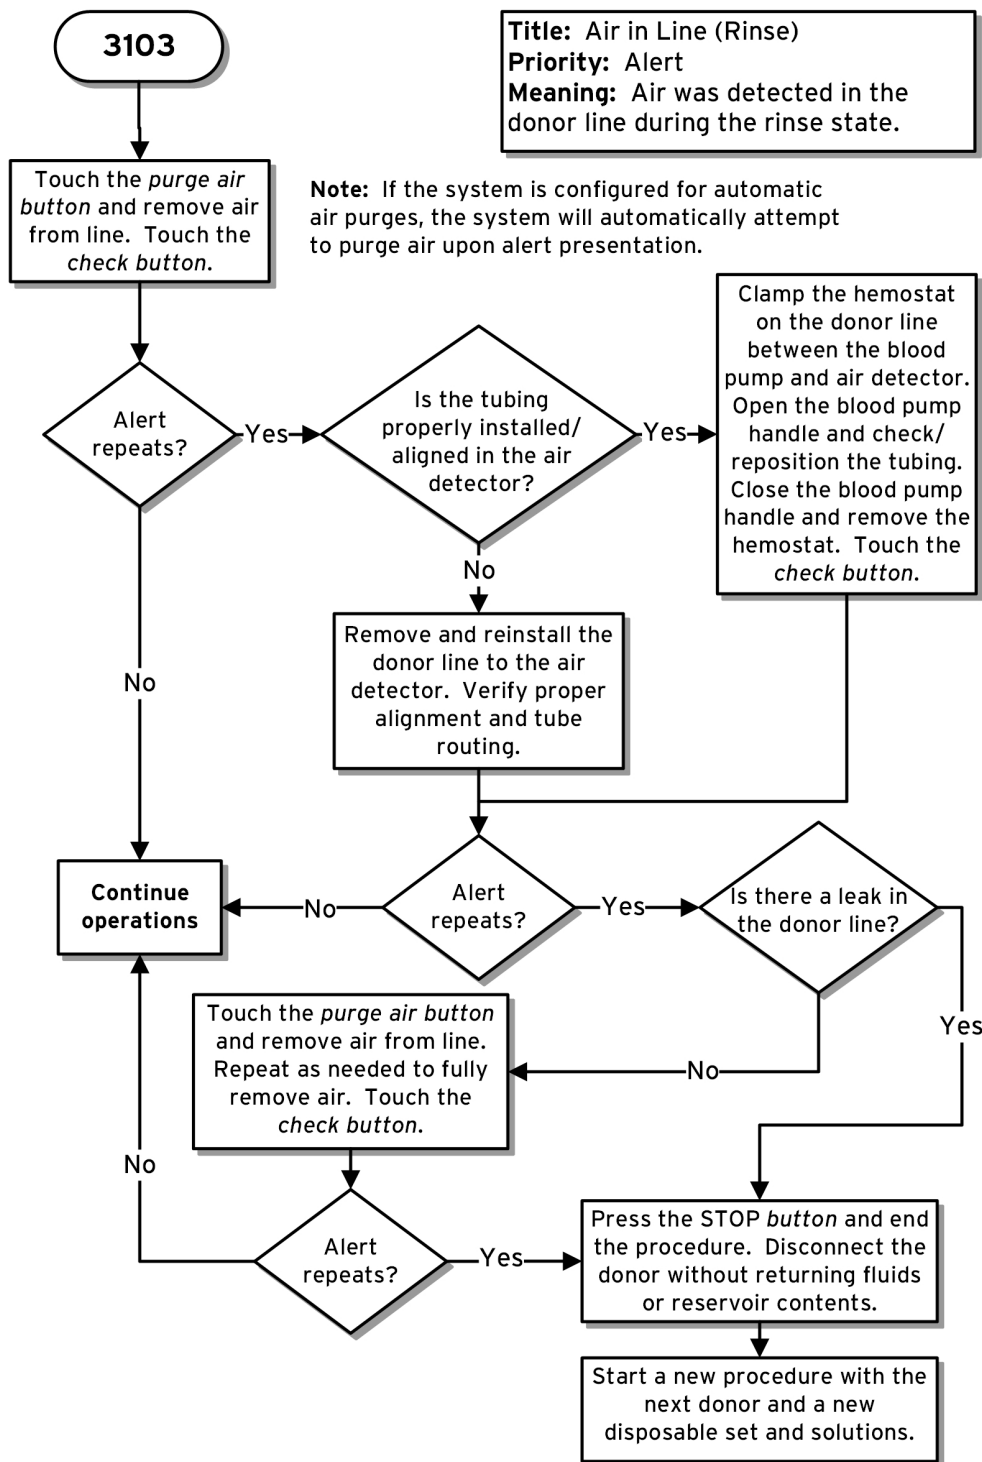 3103
Title: Air in Line (Rinse)
Priority: Alert
Meaning: Air was detected in the
donor line during the rinse state.
Touch the purge air
button and remove air
from line. Touch the
check button.
Note: If the system is configured for automatic
air purges, the system will automatically attempt
to purge air upon alert presentation.
Alert
repeats?
Yes
Is the tubing
properly installed/
aligned in the air
detector?
Yes
Clamp the hemostat
on the donor line
between the blood
pump and air detector.
Open the blood pump
handle and check/
reposition the tubing.
Close the blood pump
handle and remove the
hemostat. Touch the
check button.
No
No
Remove and reinstall the
donor line to the air
detector. Verify proper
alignment and tube
routing.
Continue
operations
No
Alert
repeats?
Yes
Is there a leak in
the donor line?
Yes
No
Touch the purge air button
and remove air from line.
Repeat as needed to fully
remove air. Touch the
check button.
No
Alert
repeats?
Yes
Press the STOP button and end
the procedure. Disconnect the
donor without returning fluids
or reservoir contents.
Start a new procedure with the
next donor and a new
disposable set and solutions.